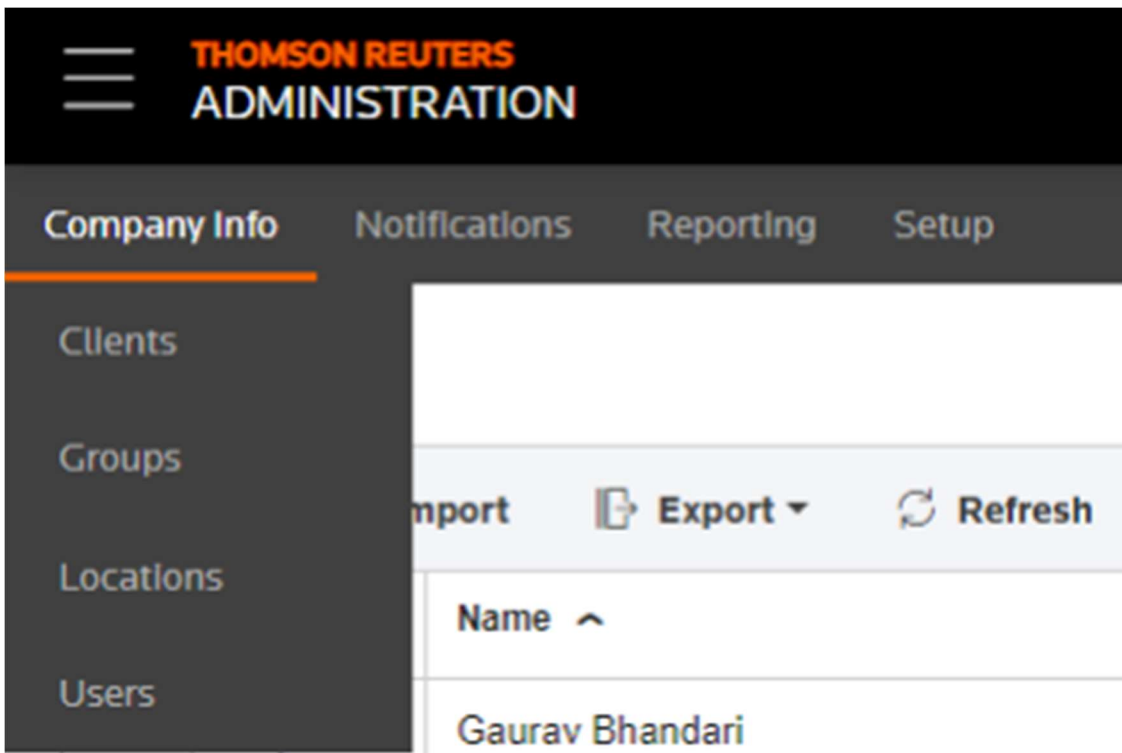 THOMSON REUTERS
ADMINISTRATION
Company Info Notifications Reporting Setup
Clients
Groups
mport Export Refresh
Locations
Name
Users
Gaurav Bhandari